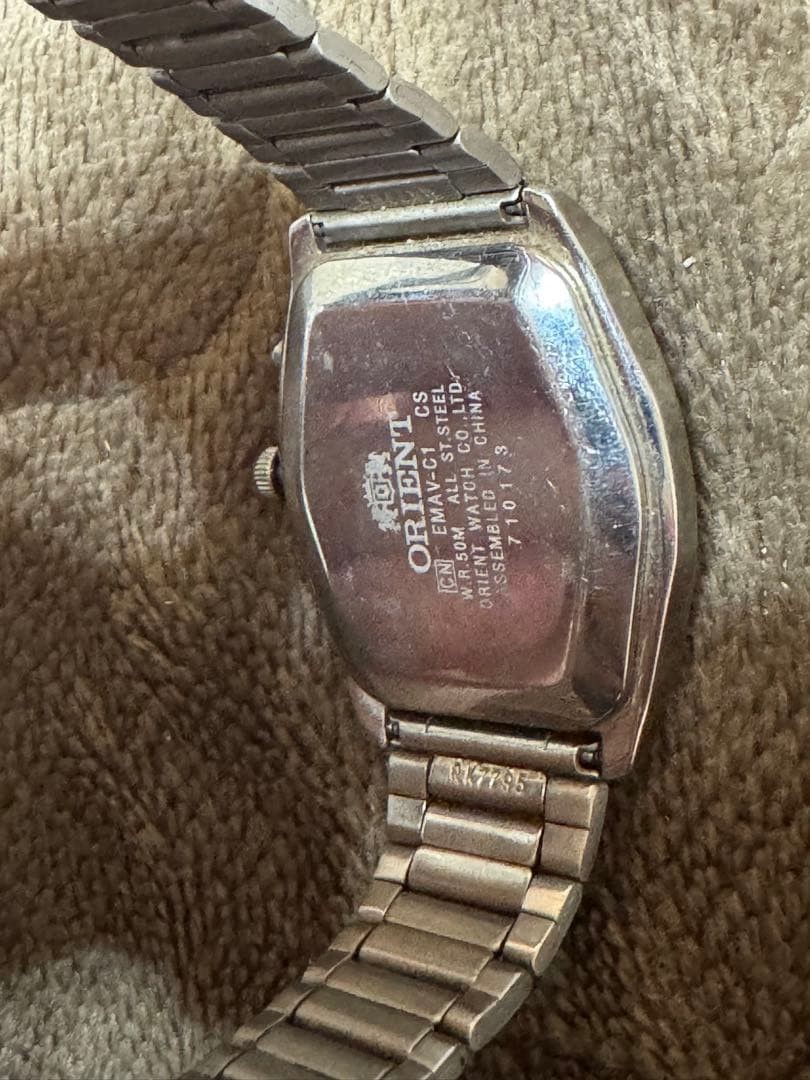 ORIENT
CN EMAV-C1 CS
W.R.50M ALL ST.STEEL
ORIENT WATCH CO.,LTD.
ASSEMBLED IN CHINA
710173
RK7795